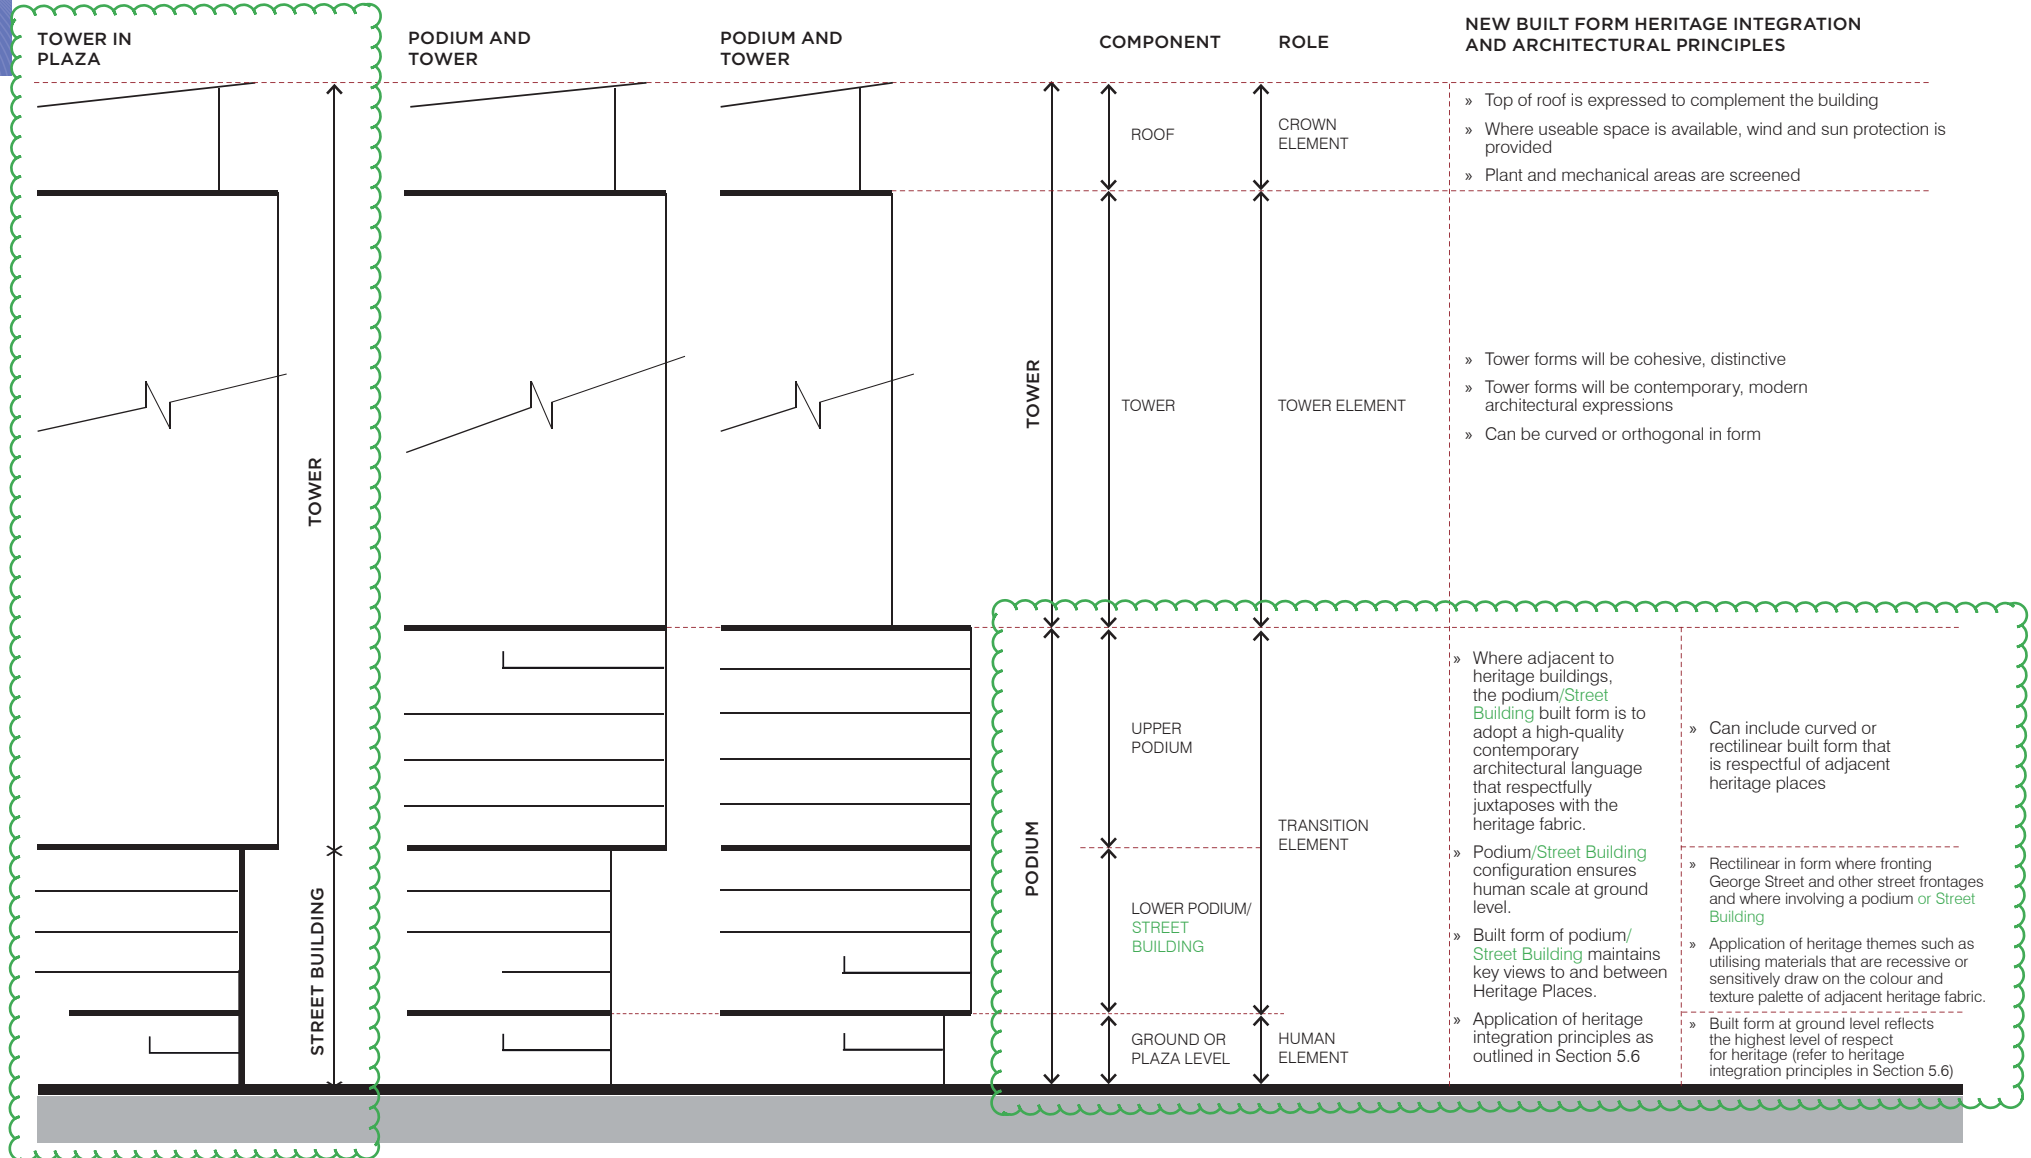 TOWER IN
PLAZA
PODIUM AND
TOWER
PODIUM AND
TOWER
COMPONENT
ROLE
NEW BUILT FORM HERITAGE INTEGRATION
AND ARCHITECTURAL PRINCIPLES
ROOF
CROWN
ELEMENT
» Top of roof is expressed to complement the building
» Where useable space is available, wind and sun protection is
provided
» Plant and mechanical areas are screened
TOWER
TOWER
TOWER
TOWER ELEMENT
» Tower forms will be cohesive, distinctive
» Tower forms will be contemporary, modern
architectural expressions
» Can be curved or orthogonal in form
STREET BUILDING
PODIUM
UPPER
PODIUM
LOWER PODIUM/
STREET
BUILDING
GROUND OR
PLAZA LEVEL
TRANSITION
ELEMENT
HUMAN
ELEMENT
» Where adjacent to
heritage buildings,
the podium/Street
Building built form is to
adopt a high-quality
contemporary
architectural language
that respectfully
juxtaposes with the
heritage fabric.
» Podium/Street Building
configuration ensures
human scale at ground
level.
» Built form of podium/
Street Building maintains
key views to and between
Heritage Places.
» Application of heritage
integration principles as
outlined in Section 5.6
» Can include curved or
rectilinear built form that
is respectful of adjacent
heritage places
» Rectilinear in form where fronting
George Street and other street frontages
and where involving a podium or Street
Building
» Application of heritage themes such as
utilising materials that are recessive or
sensitively draw on the colour and
texture palette of adjacent heritage fabric.
» Built form at ground level reflects
the highest level of respect
for heritage (refer to heritage
integration principles in Section 5.6)